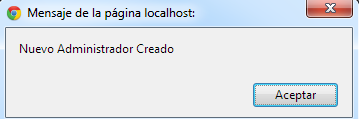 Mensaje de la página localhost:
Nuevo Administrador Creado
Aceptar